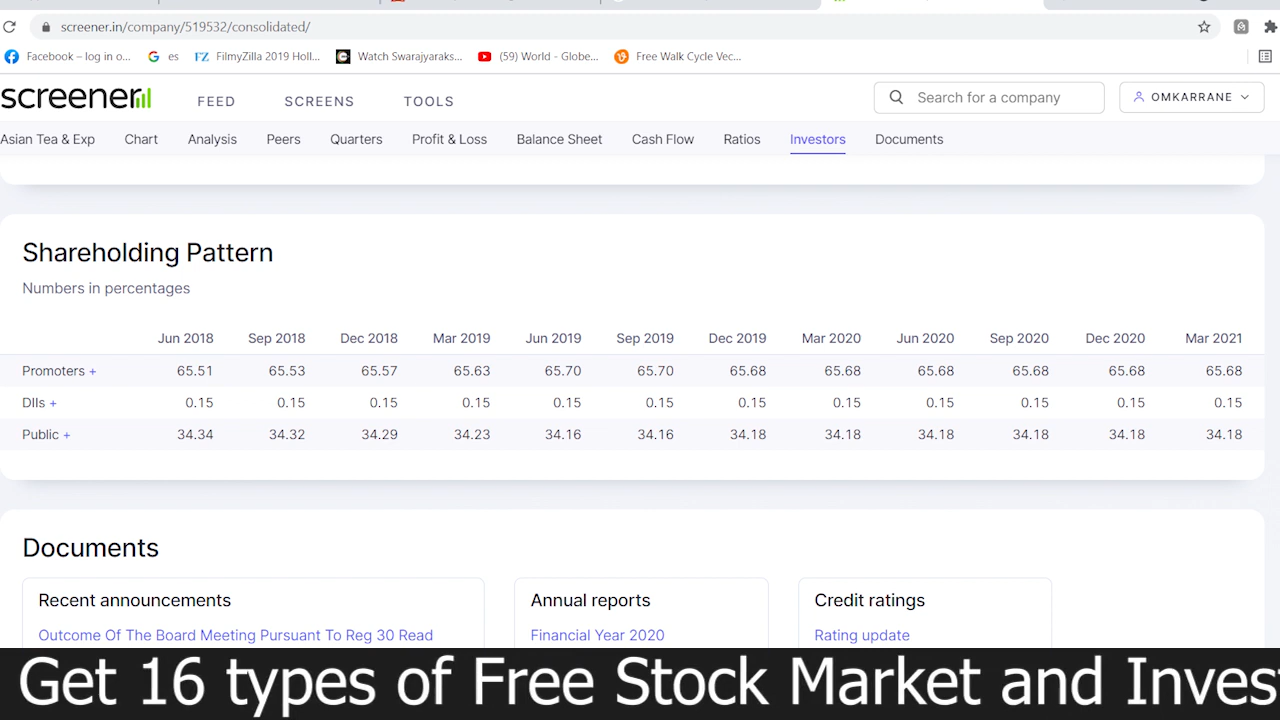 screener.in/company/519532/consolidated/
Facebook – log in o... es FilmyZilla 2019 Holl... Watch Swarajyaraks... (59) World - Globe... Free Walk Cycle Vec...
screener FEED SCREENS TOOLS Search for a company OMKARRANE
Asian Tea & Exp Chart Analysis Peers Quarters Profit & Loss Balance Sheet Cash Flow Ratios Investors Documents
Shareholding Pattern
Numbers in percentages
Jun 2018 Sep 2018 Dec 2018 Mar 2019 Jun 2019 Sep 2019 Dec 2019 Mar 2020 Jun 2020 Sep 2020 Dec 2020 Mar 2021
Promoters + 65.51 65.53 65.57 65.63 65.70 65.70 65.68 65.68 65.68 65.68 65.68 65.68
DIIs + 0.15 0.15 0.15 0.15 0.15 0.15 0.15 0.15 0.15 0.15 0.15 0.15
Public + 34.34 34.32 34.29 34.23 34.16 34.16 34.18 34.18 34.18 34.18 34.18 34.18
Documents
Recent announcements Annual reports Credit ratings
Outcome Of The Board Meeting Pursuant To Reg 30 Read Financial Year 2020 Rating update
Get 16 types of Free Stock Market and Inves